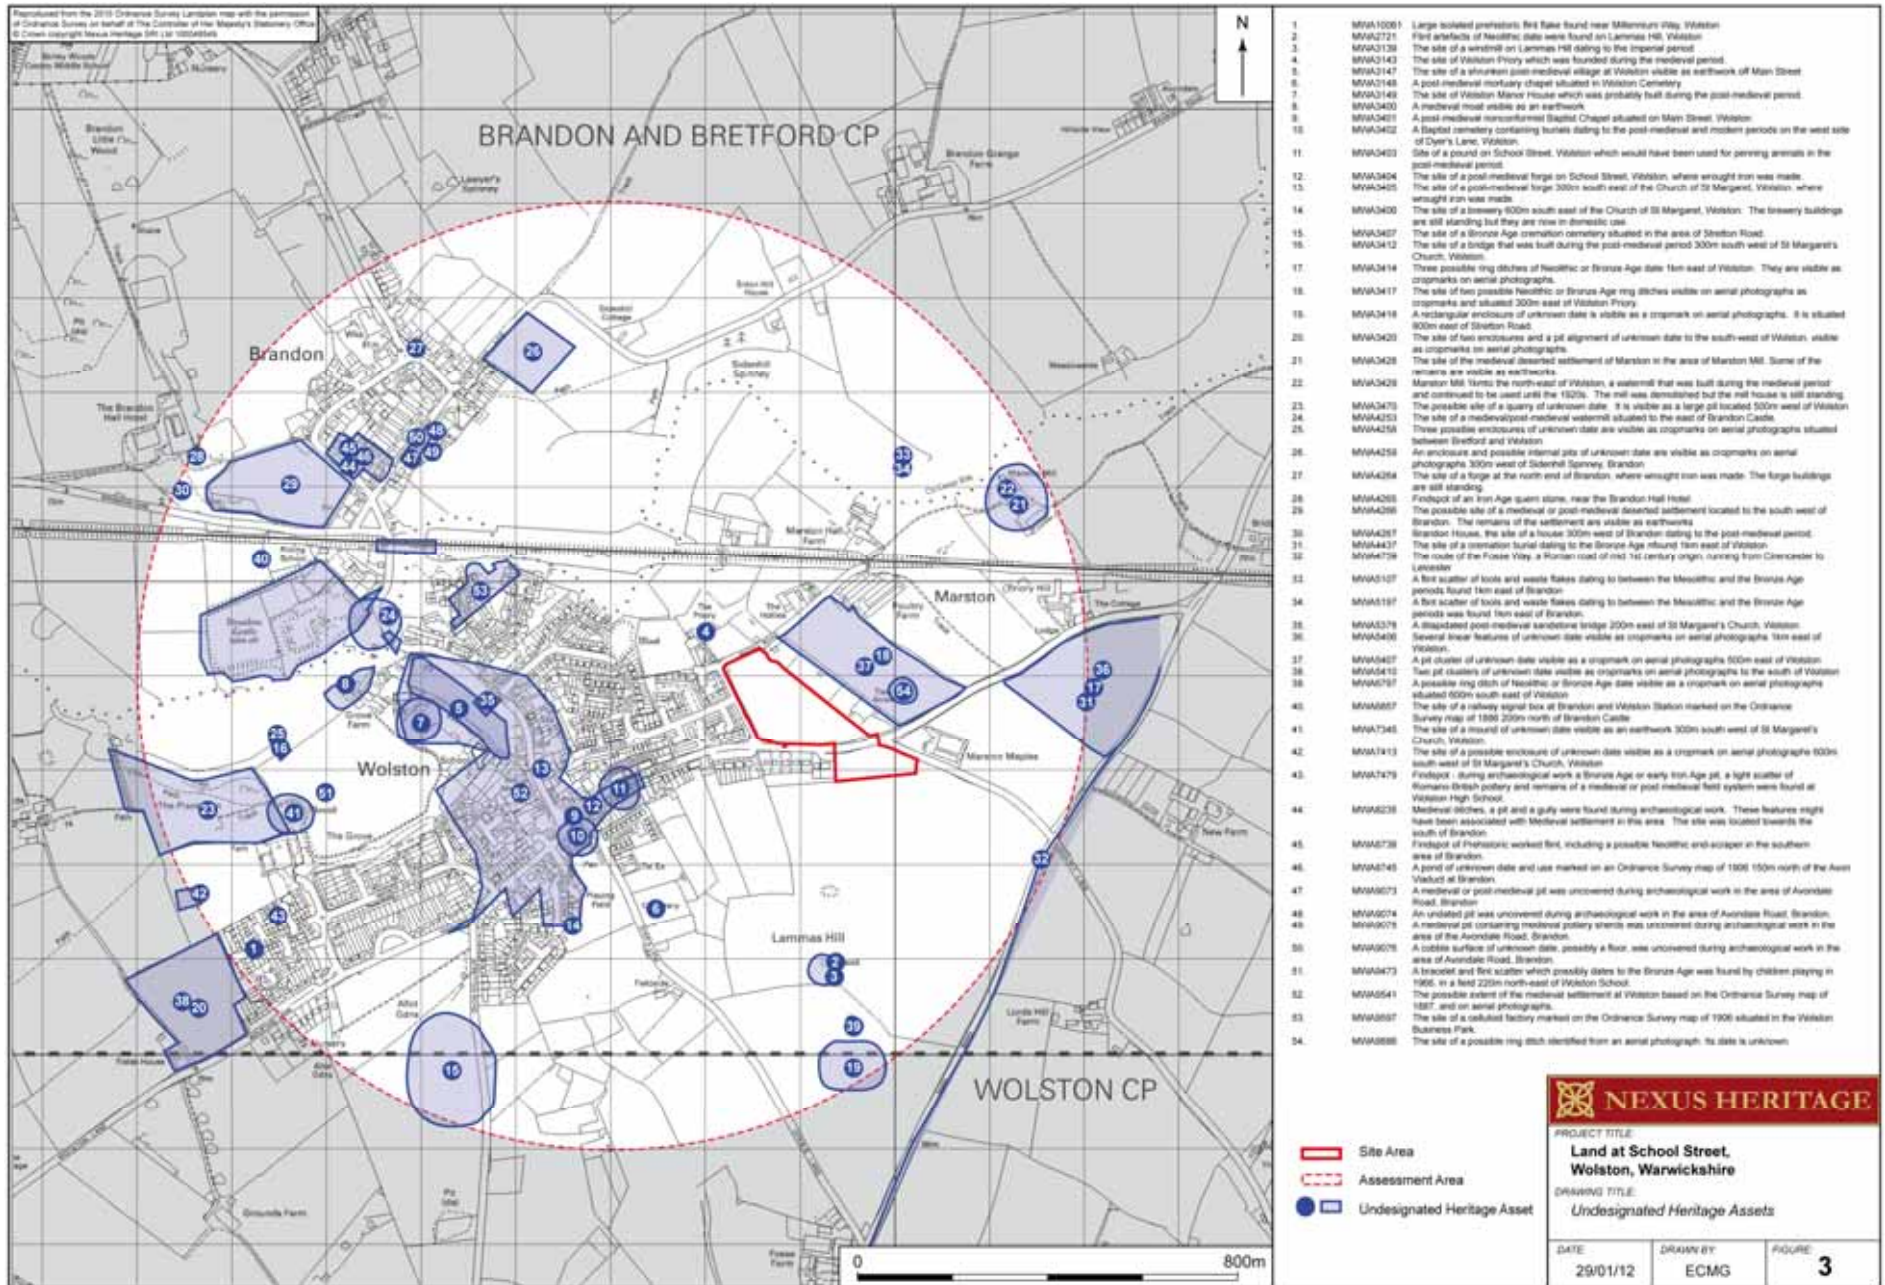 Reproduced from the 2010 Ordnance Survey Landplan map with the permission
of Ordnance Survey on behalf of The Controller of Her Majesty's Stationery Office
© Crown copyright Nexus Heritage
N
BRANDON AND BRETFORD CP
Brandon
Wolston
Marston
Lammas Hill
WOLSTON CP
Brandon Little Wood
Nursery
Lawyer's Spinney
Hillside View
Brandon Grange Farm
The Brandon Hall Hotel
Sidenhill Spinney
Marston Hall Farm
Poultry Farm
Priory Hill
The Cottage
Lodge
The Priory
The Hollies
Grove Farm
The Grove
Marston Maples
New Farm
Lords Hill Farm
Playing Field
Allot Gdns
Grounds Farm
Fosse Farm
1. MWA10061 Large isolated prehistoric flint flake found near Millennium Way, Wolston
2. MWA2721 Flint artefacts of Neolithic date were found on Lammas Hill, Wolston
3. MWA3139 The site of a windmill on Lammas Hill dating to the Imperial period
4. MWA3143 The site of Wolston Priory which was founded during the medieval period.
5. MWA3147 The site of a shrunken post-medieval village at Wolston visible as earthwork off Main Street
6. MWA3148 A post-medieval mortuary chapel situated in Wolston Cemetery
7. MWA3149 The site of Wolston Manor House which was probably built during the post-medieval period.
8. MWA3400 A medieval moat visible as an earthwork
9. MWA3401 A post-medieval nonconformist Baptist Chapel situated on Main Street, Wolston
10. MWA3402 A Baptist cemetery containing burials dating to the post-medieval and modern periods on the west side
of Dyer's Lane, Wolston.
11. MWA3403 Site of a pound on School Street, Wolston which would have been used for penning animals in the
post-medieval period.
12. MWA3404 The site of a post-medieval forge on School Street, Wolston, where wrought iron was made.
13. MWA3405 The site of a post-medieval forge 300m south east of the Church of St Margaret, Wolston, where
wrought iron was made.
14. MWA3406 The site of a brewery 600m south east of the Church of St Margaret, Wolston. The brewery buildings
are still standing but they are now in domestic use.
15. MWA3407 The site of a Bronze Age cremation cemetery situated in the area of Stretton Road.
16. MWA3412 The site of a bridge that was built during the post-medieval period 300m south west of St Margaret's
Church, Wolston.
17. MWA3414 Three possible ring ditches of Neolithic or Bronze Age date 1km east of Wolston. They are visible as
cropmarks on aerial photographs.
18. MWA3417 The site of two possible Neolithic or Bronze Age ring ditches visible on aerial photographs as
cropmarks and situated 300m east of Wolston Priory.
19. MWA3418 A rectangular enclosure of unknown date is visible as a cropmark on aerial photographs. It is situated
800m east of Stretton Road.
20. MWA3420 The site of two enclosures and a pit alignment of unknown date to the south-west of Wolston, visible
as cropmarks on aerial photographs.
21. MWA3428 The site of the medieval deserted settlement of Marston in the area of Marston Mill. Some of the
remains are visible as earthworks.
22. MWA3429 Marston Mill 1kmto the north-east of Wolston, a watermill that was built during the medieval period
and continued to be used until the 1920s. The mill was demolished but the mill house is still standing.
23. MWA3470 The possible site of a quarry of unknown date. It is visible as a large pit located 500m west of Wolston
24. MWA4253 The site of a medieval/post-medieval watermill situated to the east of Brandon Castle.
25. MWA4258 Three possible enclosures of unknown date are visible as cropmarks on aerial photographs situated
between Bretford and Wolston
26. MWA4259 An enclosure and possible internal pits of unknown date are visible as cropmarks on aerial
photographs 300m west of Sidenhill Spinney, Brandon
27. MWA4264 The site of a forge at the north end of Brandon, where wrought iron was made. The forge buildings
are still standing.
28. MWA4265 Findspot of an Iron Age quern stone, near the Brandon Hall Hotel
29. MWA4266 The possible site of a medieval or post-medieval deserted settlement located to the south west of
Brandon. The remains of the settlement are visible as earthworks
30. MWA4267 Brandon House, the site of a house 300m west of Brandon dating to the post-medieval period.
31. MWA4437 The site of a cremation burial dating to the Bronze Age nfound 1km east of Wolston
32. MWA4759 The route of the Fosse Way, a Roman road of mid 1st century origin, running from Cirencester to
Leicester
33. MWA5107 A flint scatter of tools and waste flakes dating to between the Mesolithic and the Bronze Age
periods found 1km east of Brandon
34. MWA5197 A flint scatter of tools and waste flakes dating to between the Mesolithic and the Bronze Age
periods was found 1km east of Brandon.
35. MWA5376 A dilapidated post-medieval sandstone bridge 200m east of St Margaret's Church, Wolston
36. MWA5406 Several linear features of unknown date visible as cropmarks on aerial photographs 1km east of
Wolston.
37. MWA5407 A pit cluster of unknown date visible as a cropmark on aerial photographs 500m east of Wolston
38. MWA5410 Two pit clusters of unknown date visible as cropmarks on aerial photographs to the south of Wolston
39. MWA6797 A possible ring ditch of Neolithic or Bronze Age date visible as a cropmark on aerial photographs
situated 600m south east of Wolston
40. The site of a railway signal box at Brandon and Wolston Station marked on the Ordnance
Survey map of 1886 200m north of Brandon Castle
41. MWA7345 The site of a mound of unknown date visible as an earthwork 300m south west of St Margaret's
Church, Wolston.
42. MWA7413 The site of a possible enclosure of unknown date visible as a cropmark on aerial photographs 600m
south west of St Margaret's Church, Wolston
43. MWA7479 Findspot - during archaeological work a Bronze Age or early Iron Age pit, a light scatter of
Romano-British pottery and remains of a medieval or post medieval field system were found at
Wolston High School.
44. MWA8235 Medieval ditches, a pit and a gully were found during archaeological work. These features might
have been associated with Medieval settlement in this area. The site was located towards the
south of Brandon
45. MWA8738 Findspot of Prehistoric worked flint, including a possible Neolithic end-scraper in the southern
area of Brandon.
46. MWA8745 A pond of unknown date and use marked on an Ordnance Survey map of 1906 150m north of the Avon
Viaduct at Brandon.
47. MWA9073 A medieval or post-medieval pit was uncovered during archaeological work in the area of Avondale
Road, Brandon
48. MWA9074 An undated pit was uncovered during archaeological work in the area of Avondale Road, Brandon.
49. MWA9075 A medieval pit containing medieval pottery sherds was uncovered during archaeological work in the
area of the Avondale Road, Brandon.
50. MWA9076 A cobble surface of unknown date, possibly a floor, was uncovered during archaeological work in the
area of Avondale Road, Brandon.
51. MWA9473 A bracelet and flint scatter which possibly dates to the Bronze Age was found by children playing in
1966, in a field 220m north-east of Wolston School.
52. MWA9541 The possible extent of the medieval settlement at Wolston based on the Ordnance Survey map of
1887, and on aerial photographs.
53. MWA9597 The site of a celluloid factory marked on the Ordnance Survey map of 1906 situated in the Wolston
Business Park.
54. The site of a possible ring ditch identified from an aerial photograph. Its date is unknown
Site Area
Assessment Area
Undesignated Heritage Asset
0 800m
NEXUS HERITAGE
PROJECT TITLE:
Land at School Street,
Wolston, Warwickshire
DRAWING TITLE:
Undesignated Heritage Assets
DATE: DRAWN BY: FIGURE:
29/01/12 ECMG 3